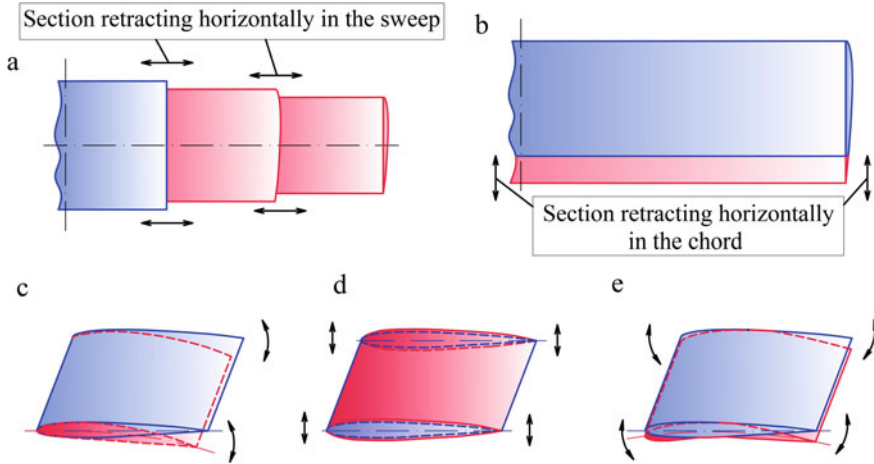 Section retracting horizontally in the sweep
a
b
Section retracting horizontally
in the chord
c
d
e